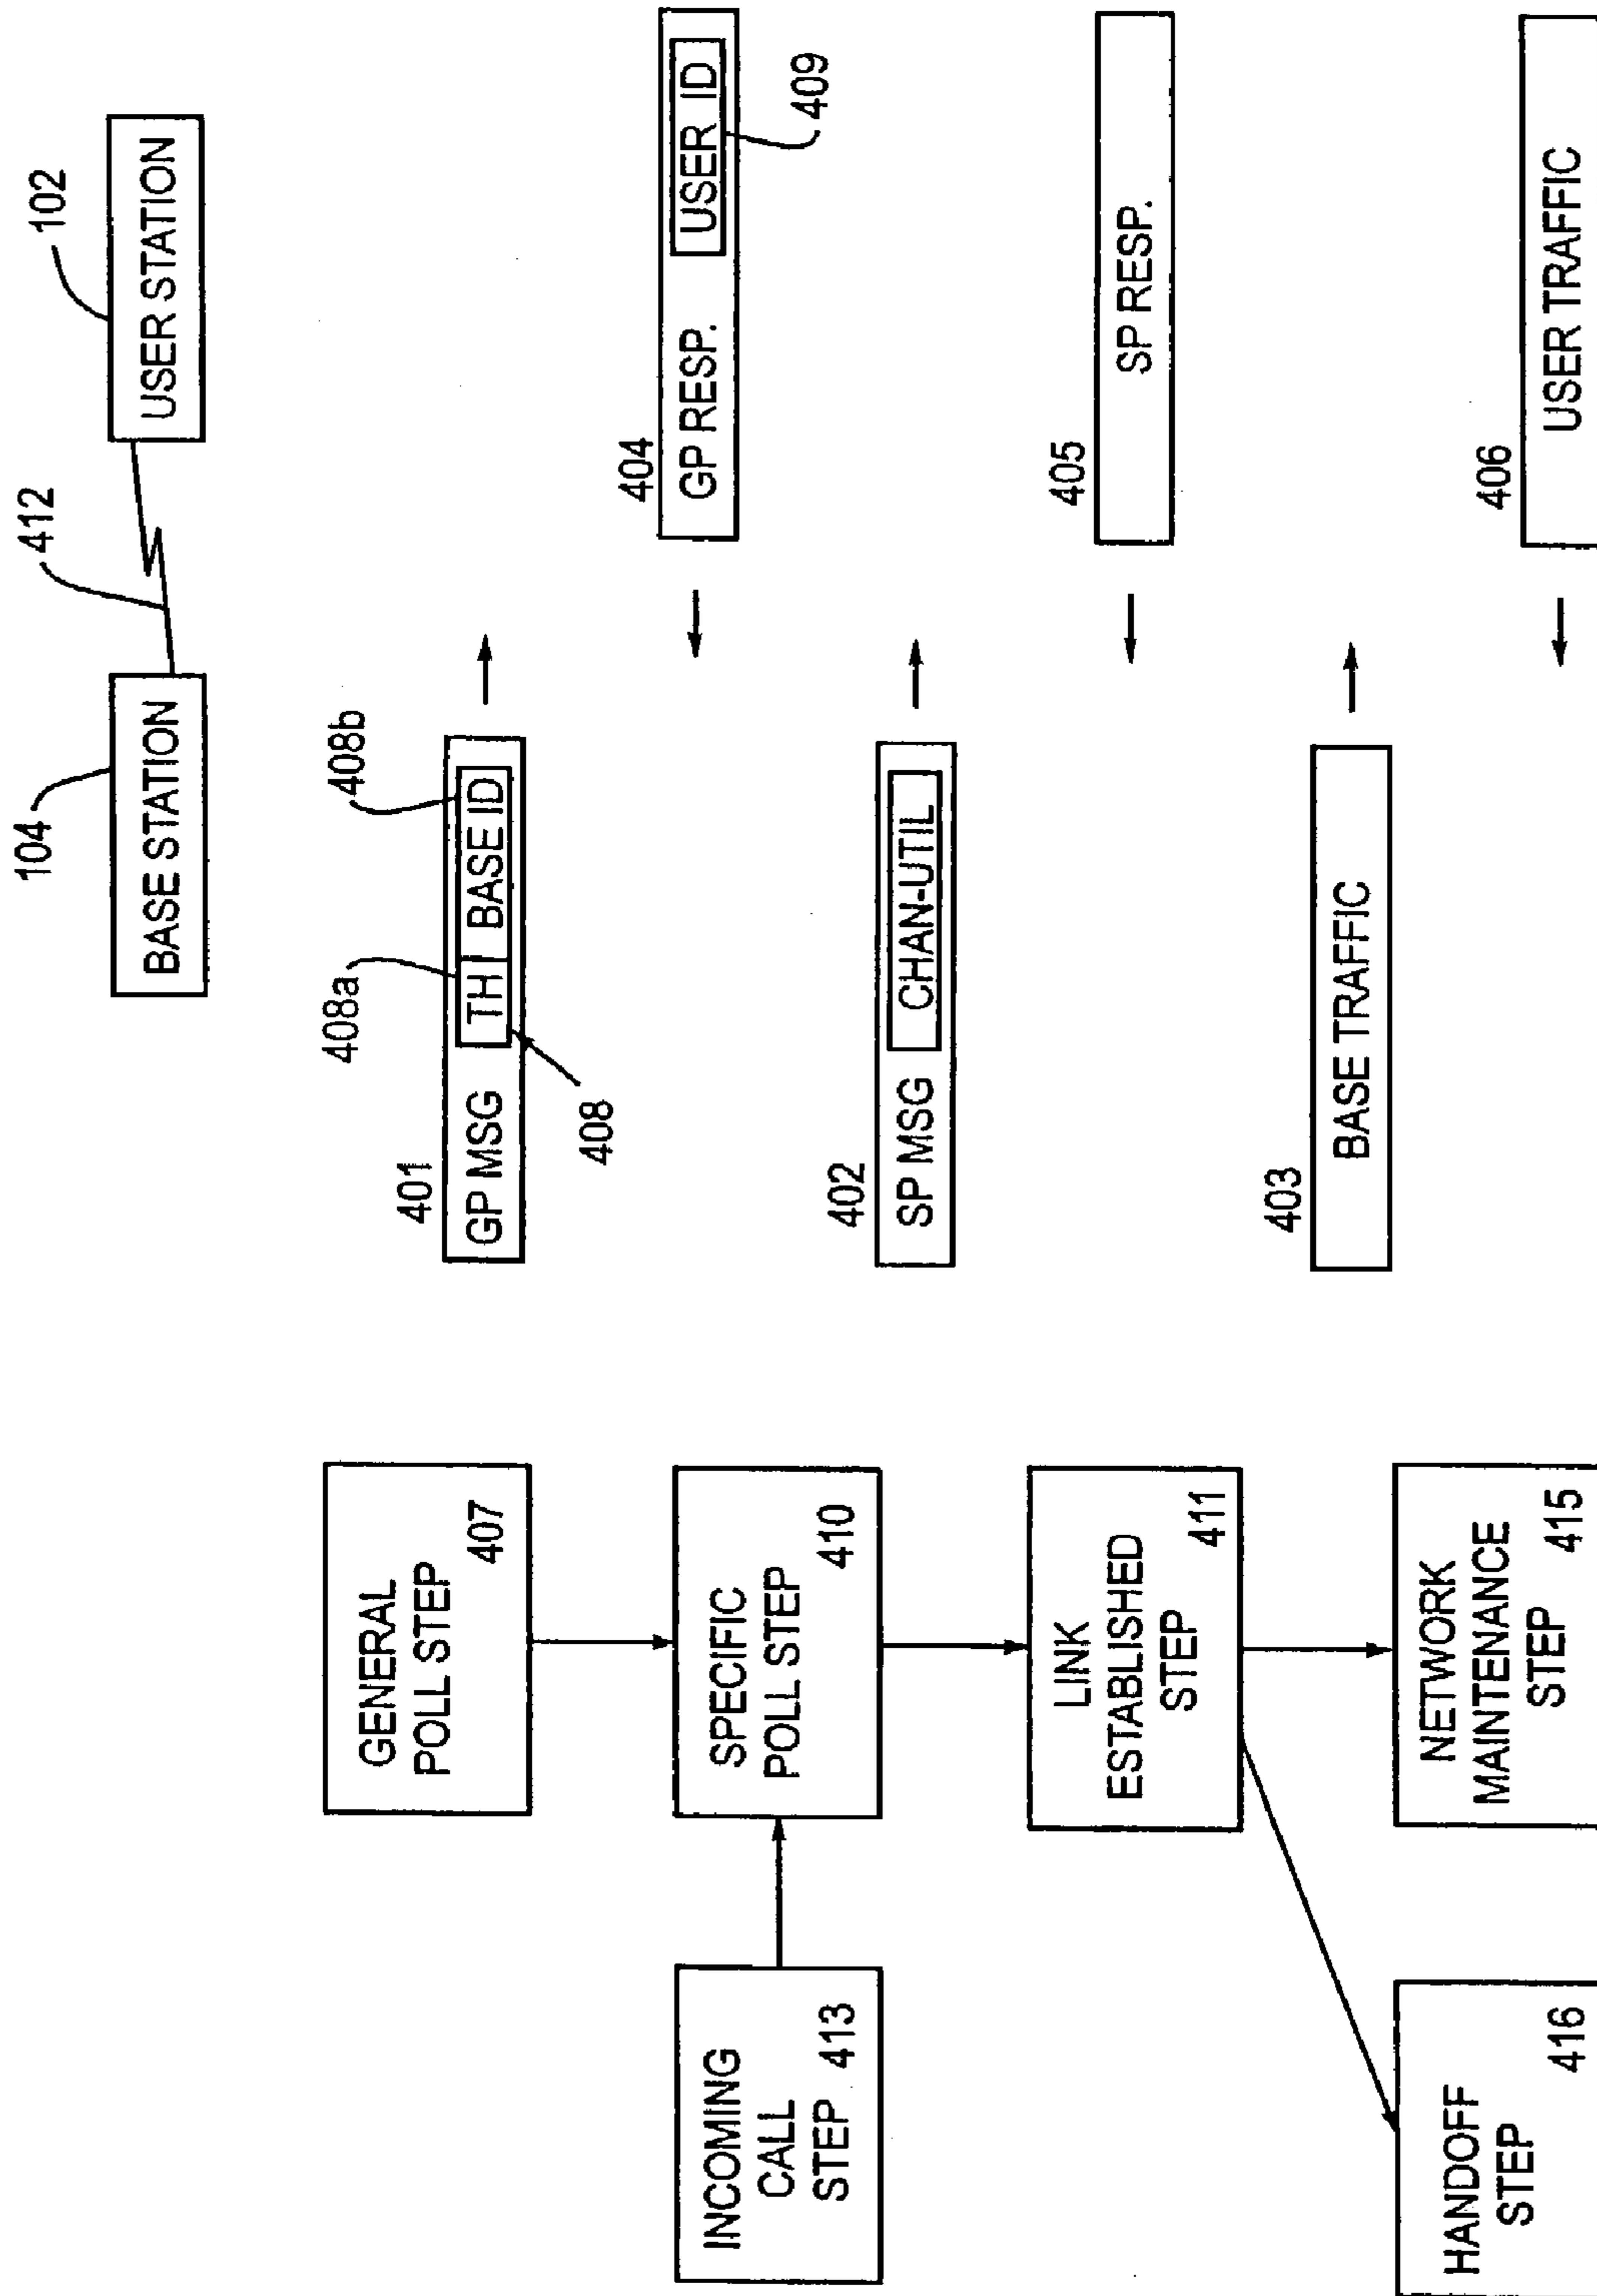 104
BASE STATION
412
102
USER STATION
GENERAL
POLL STEP
407
401
GP MSG
TH
BASE ID
408a
408b
408
404
GP RESP.
USER ID
409
INCOMING
CALL
STEP 413
SPECIFIC
POLL STEP
410
402
SP MSG
CHAN-UTIL
405
SP RESP.
LINK
ESTABLISHED
STEP
411
403
BASE TRAFFIC
406
USER TRAFFIC
HANDOFF
STEP
416
NETWORK
MAINTENANCE
STEP
415